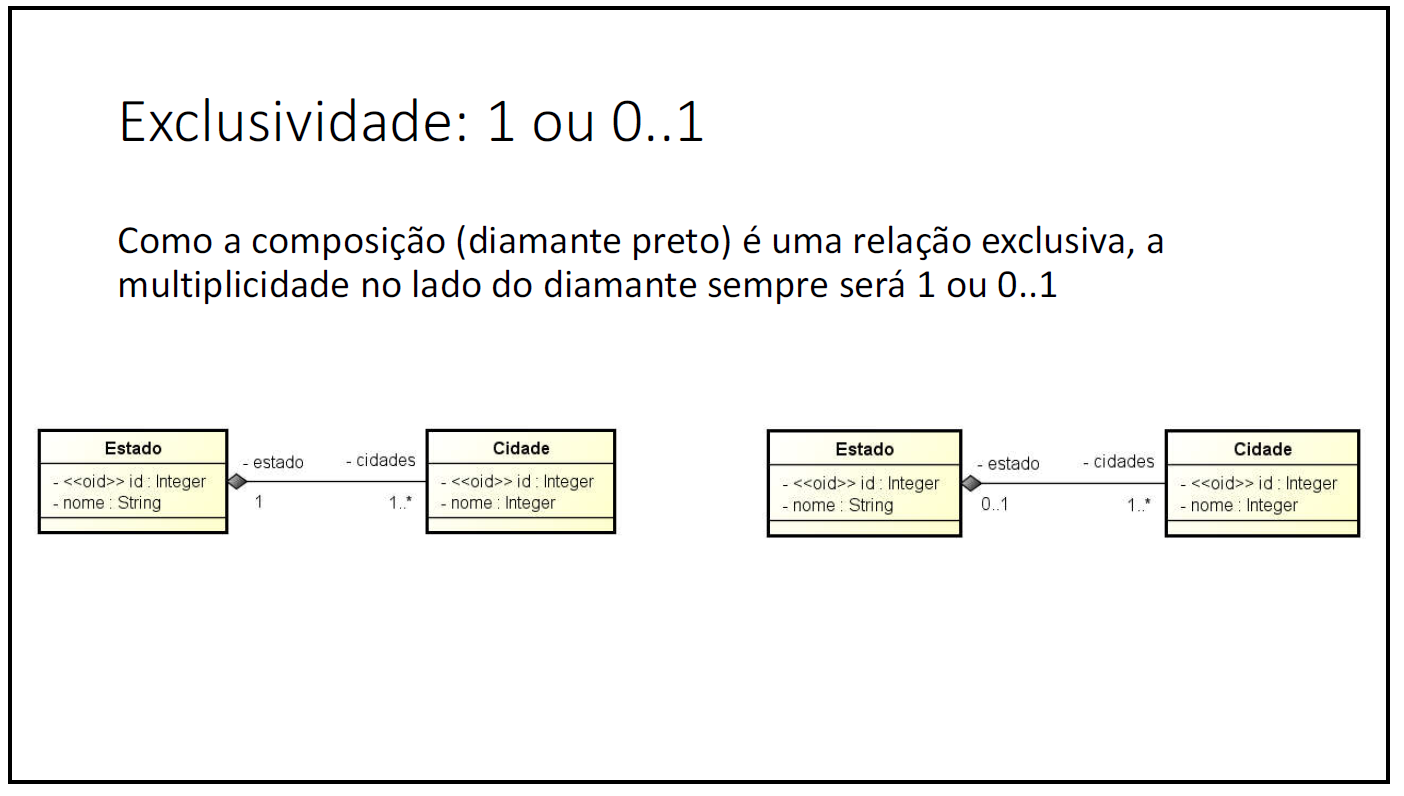 Exclusividade: 1 ou 0..1
Como a composição (diamante preto) é uma relação exclusiva, a
multiplicidade no lado do diamante sempre será 1 ou 0..1
Estado
- <<oid>> id : Integer
- nome : String
- estado
1
- cidades
1..*
Cidade
- <<oid>> id : Integer
- nome : Integer
Estado
- <<oid>> id : Integer
- nome : String
- estado
0..1
- cidades
1..*
Cidade
- <<oid>> id : Integer
- nome : Integer